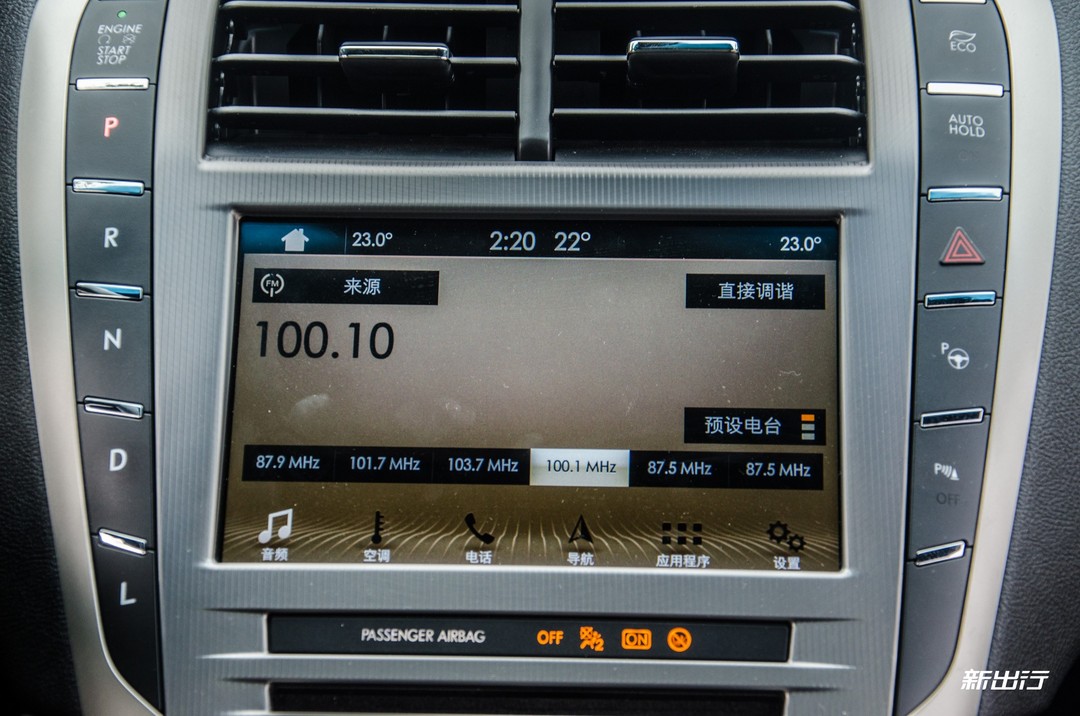 ENGINE
START
STOP
P
R
N
D
L
ECO
AUTO
HOLD
P
P
OFF
23.0° 2:20 22° 23.0°
FM 来源 直接调谐
100.10
预设电台
87.9 MHz 101.7 MHz 103.7 MHz 100.1 MHz 87.5 MHz 87.5 MHz
音频 空调 电话 导航 应用程序 设置
PASSENGER AIRBAG OFF 2 ON
新出行